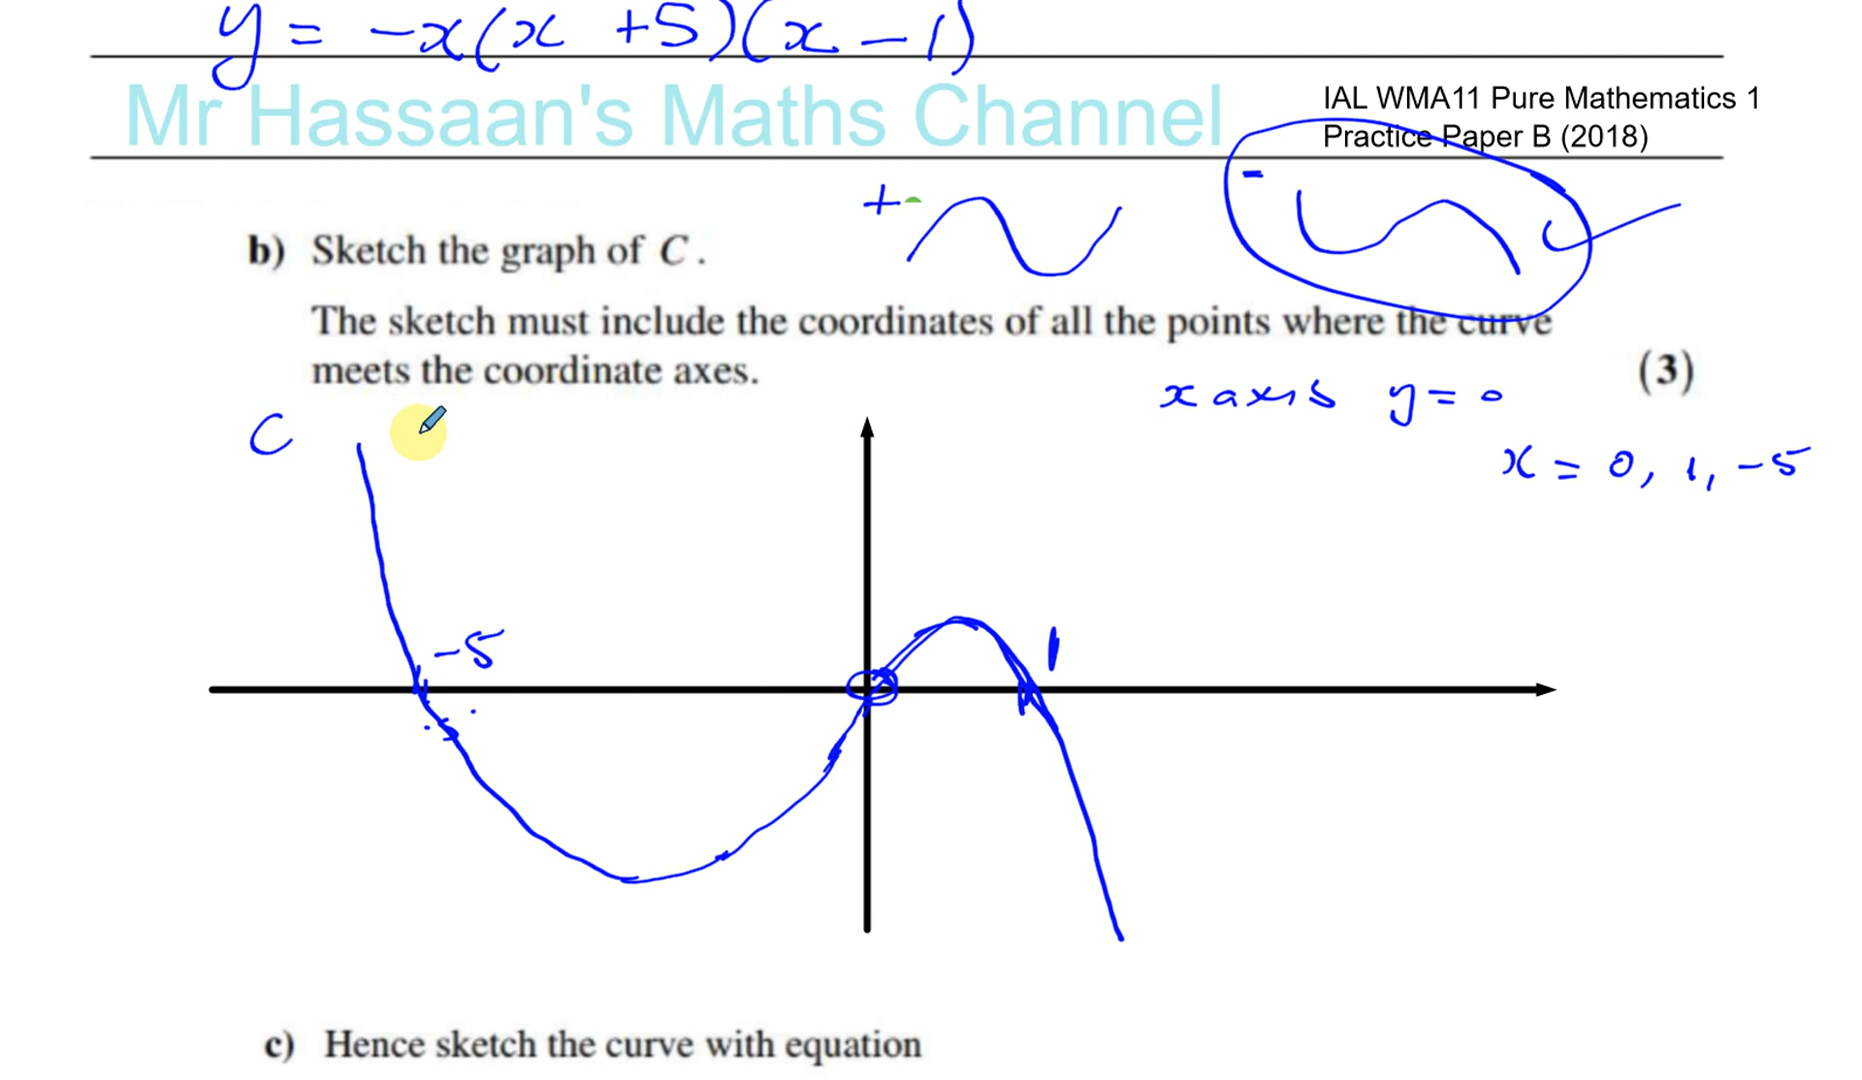 y = -x(x +5)(x-1)
Mr Hassaan's Maths Channel
IAL WMA11 Pure Mathematics 1
Practice Paper B (2018)
+-
-
b) Sketch the graph of C.
The sketch must include the coordinates of all the points where the curve
meets the coordinate axes.
(3)
x axis y = 0
C
x = 0, 1, -5
-5
1
c) Hence sketch the curve with equation